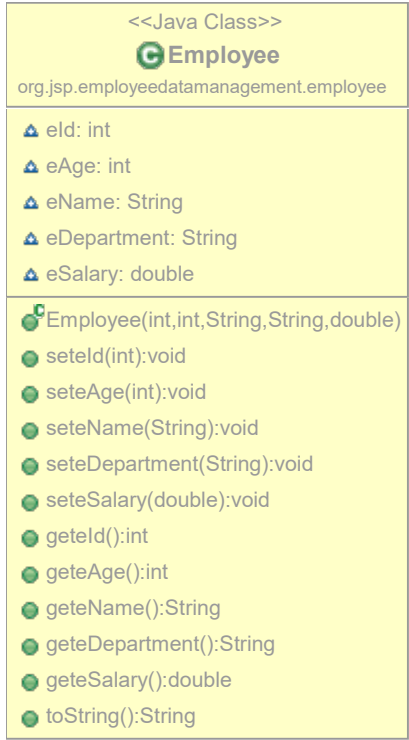 <<Java Class>>
C Employee
org.jsp.employeedatamanagement.employee
eId: int
eAge: int
eName: String
eDepartment: String
eSalary: double
C
Employee(int,int,String,String,double)
seteId(int):void
seteAge(int):void
seteName(String):void
seteDepartment(String):void
seteSalary(double):void
geteId():int
geteAge():int
geteName():String
geteDepartment():String
geteSalary():double
toString():String